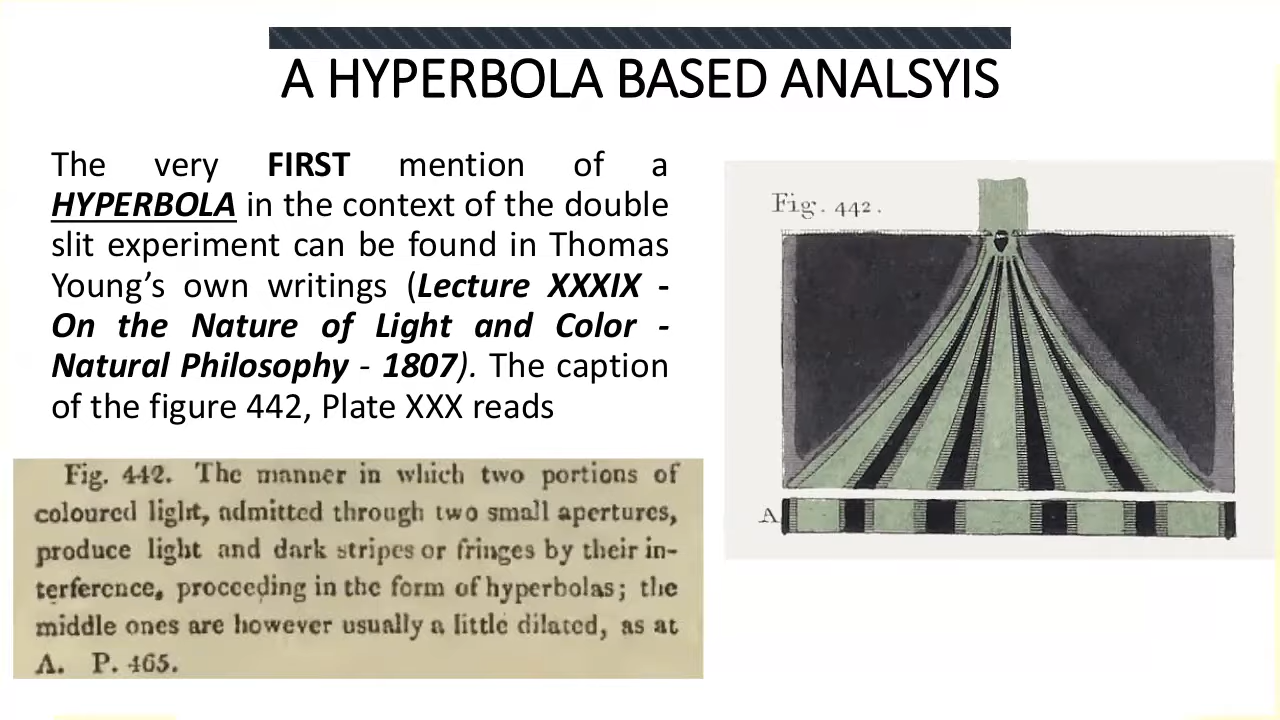 A HYPERBOLA BASED ANALSYIS
The very FIRST mention of a
HYPERBOLA in the context of the double
slit experiment can be found in Thomas
Young’s own writings (Lecture XXXIX -
On the Nature of Light and Color -
Natural Philosophy - 1807). The caption
of the figure 442, Plate XXX reads
Fig. 442. The manner in which two portions of
coloured light, admitted through two small apertures,
produce light and dark stripes or fringes by their in-
terference, proceeding in the form of hyperbolas; the
middle ones are however usually a little dilated, as at
A. P. 465.
Fig. 442.
A